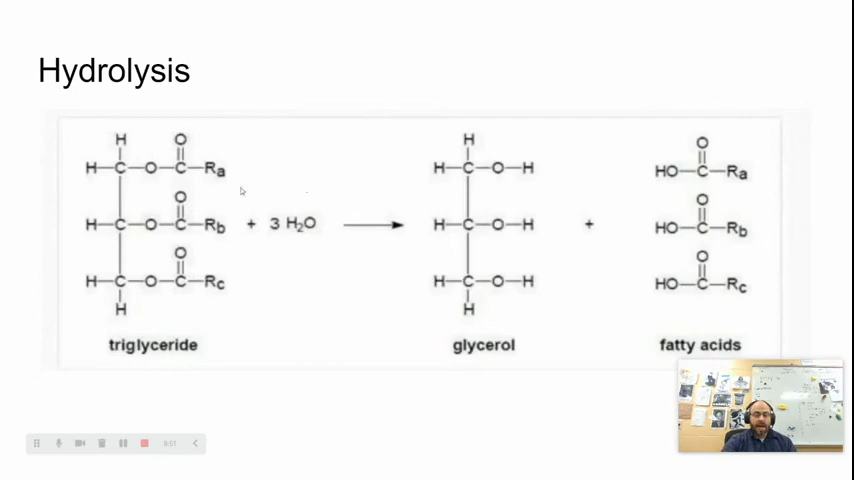 Hydrolysis
H O H O
H—C—O—C—Ra H—C—O—H HO—C—Ra
O O
H—C—O—C—Rb + 3 H₂O H—C—O—H + HO—C—Rb
O O
H—C—O—C—Rc H—C—O—H HO—C—Rc
H H
triglyceride glycerol fatty acids